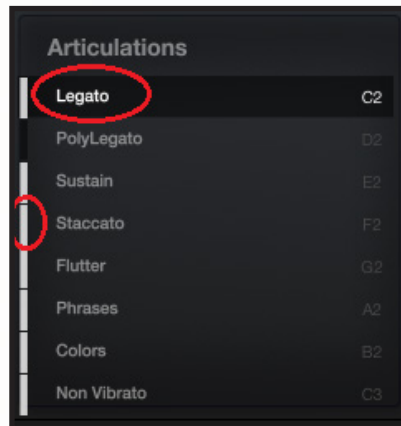 Articulations
Legato C2
PolyLegato D2
Sustain E2
Staccato F2
Flutter G2
Phrases A2
Colors B2
Non Vibrato C3